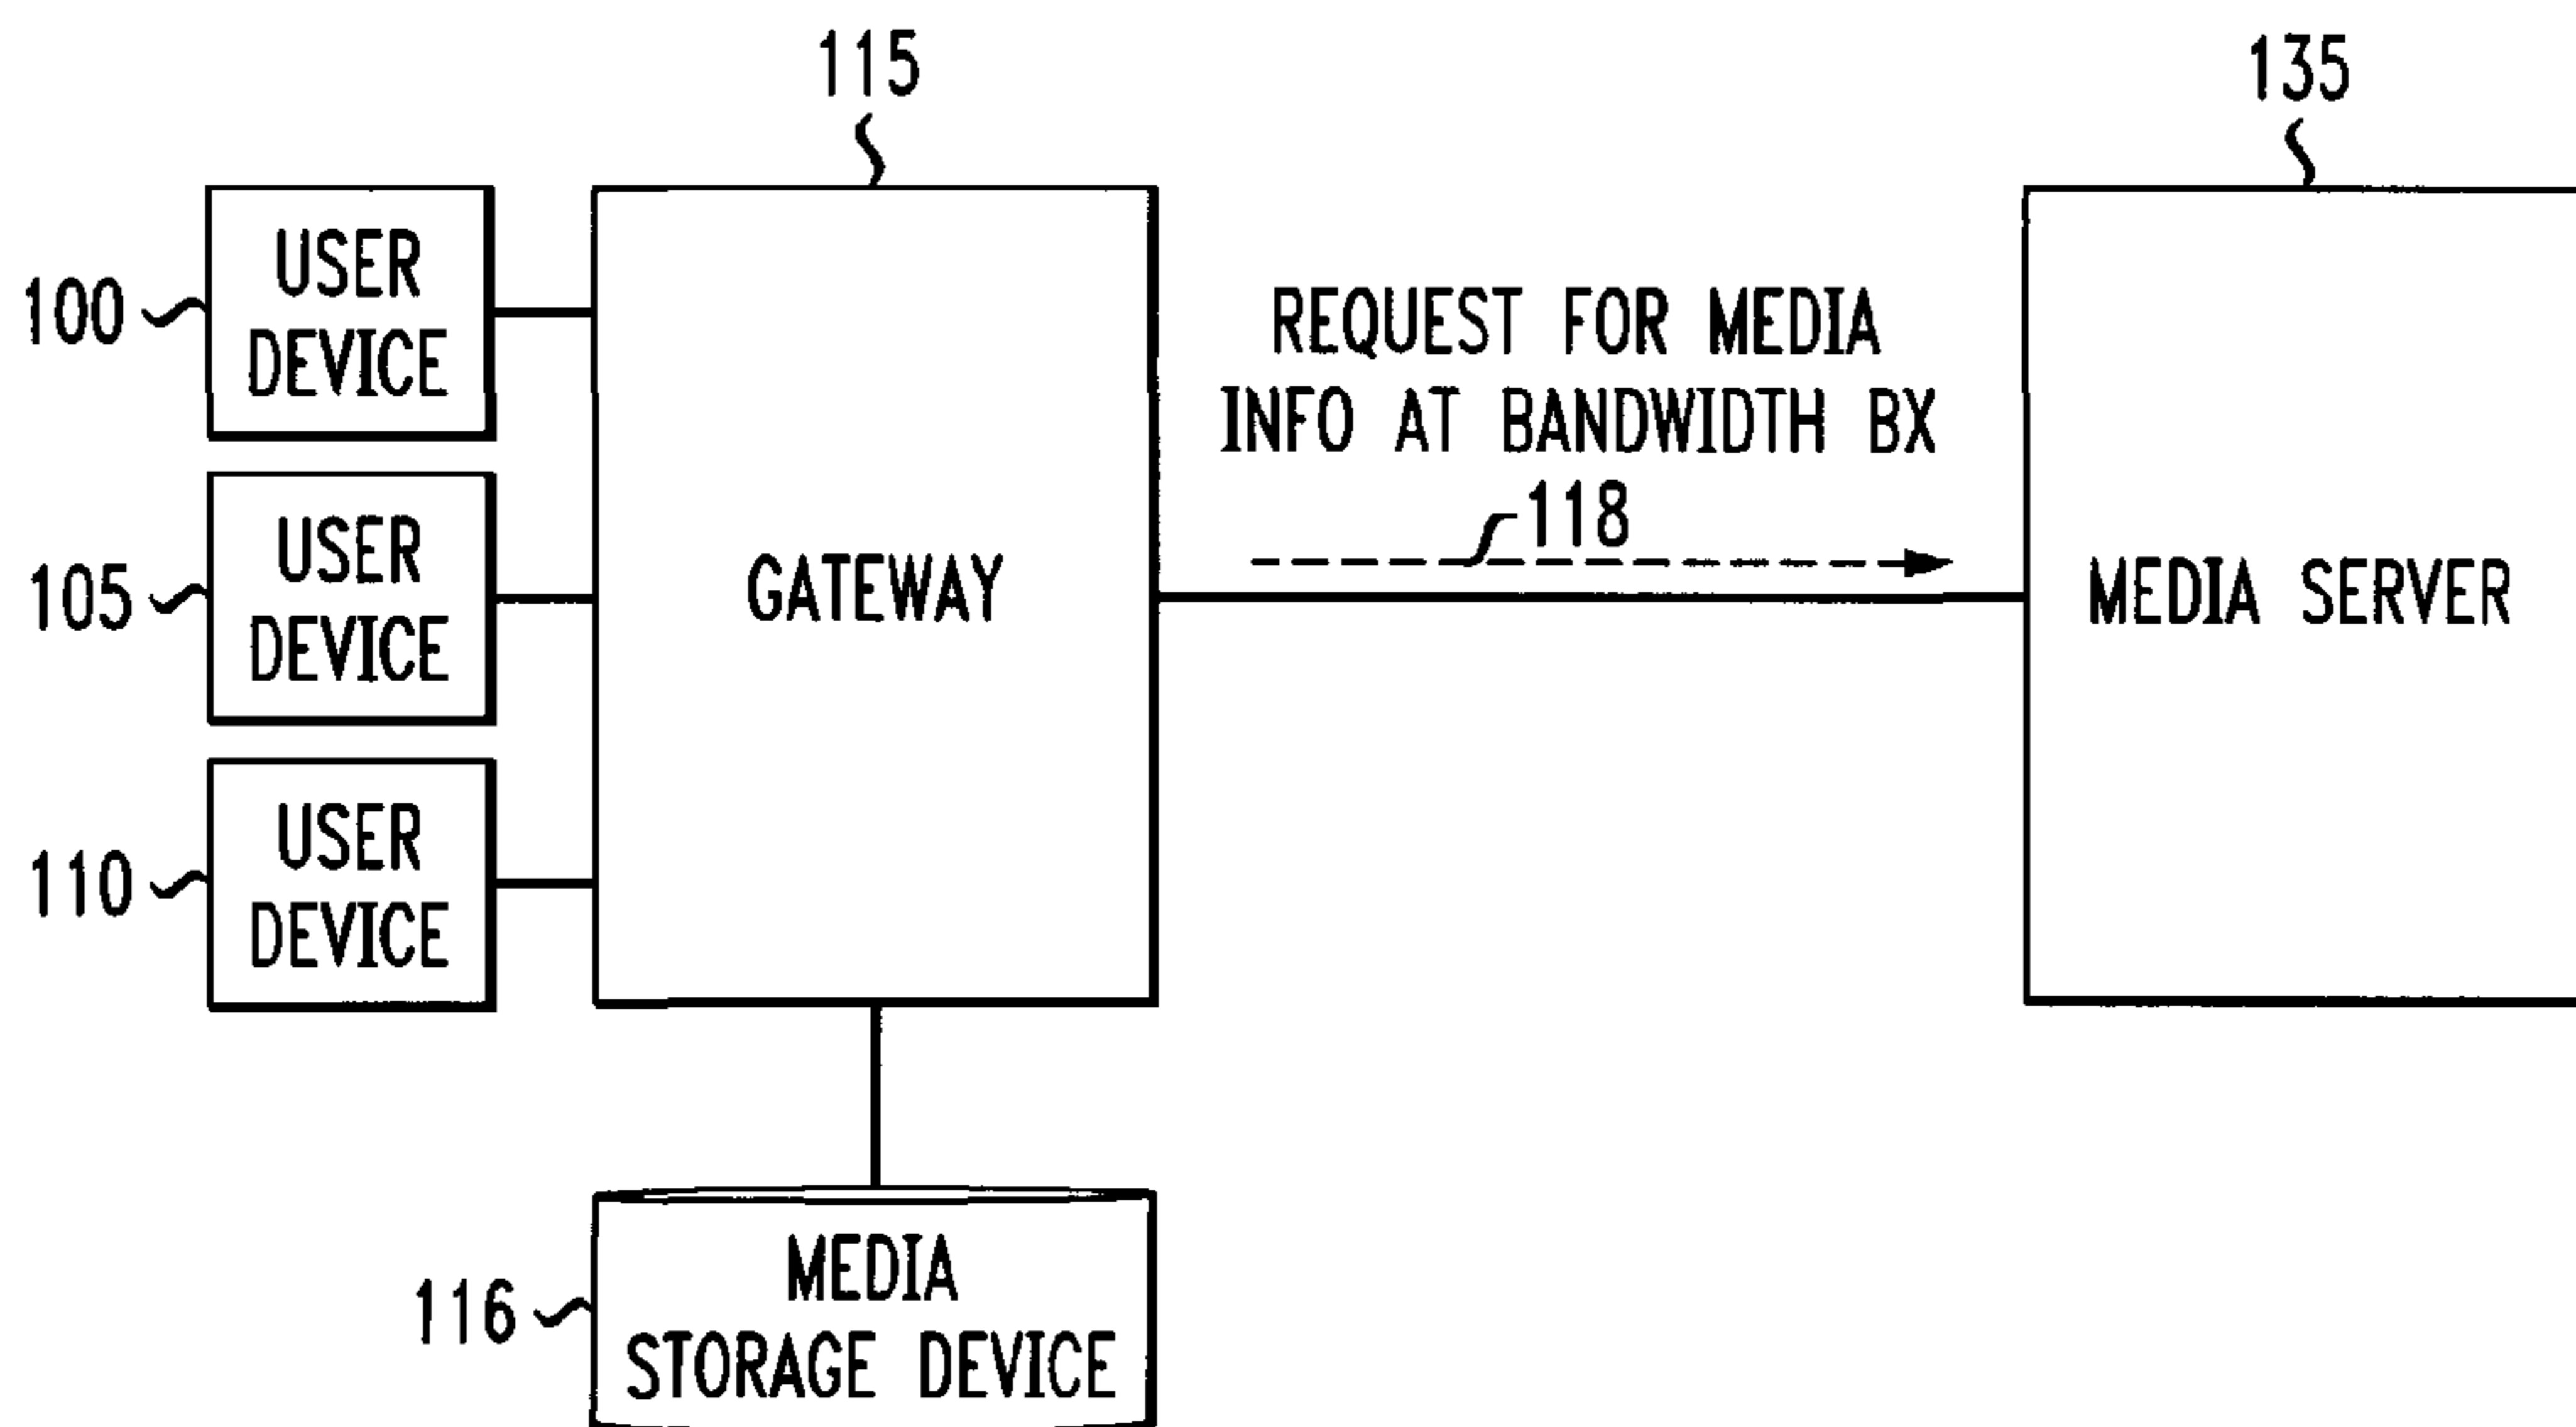 115
135
100
USER
DEVICE
105
USER
DEVICE
110
USER
DEVICE
GATEWAY
REQUEST FOR MEDIA
INFO AT BANDWIDTH BX
118
MEDIA SERVER
116
MEDIA
STORAGE DEVICE